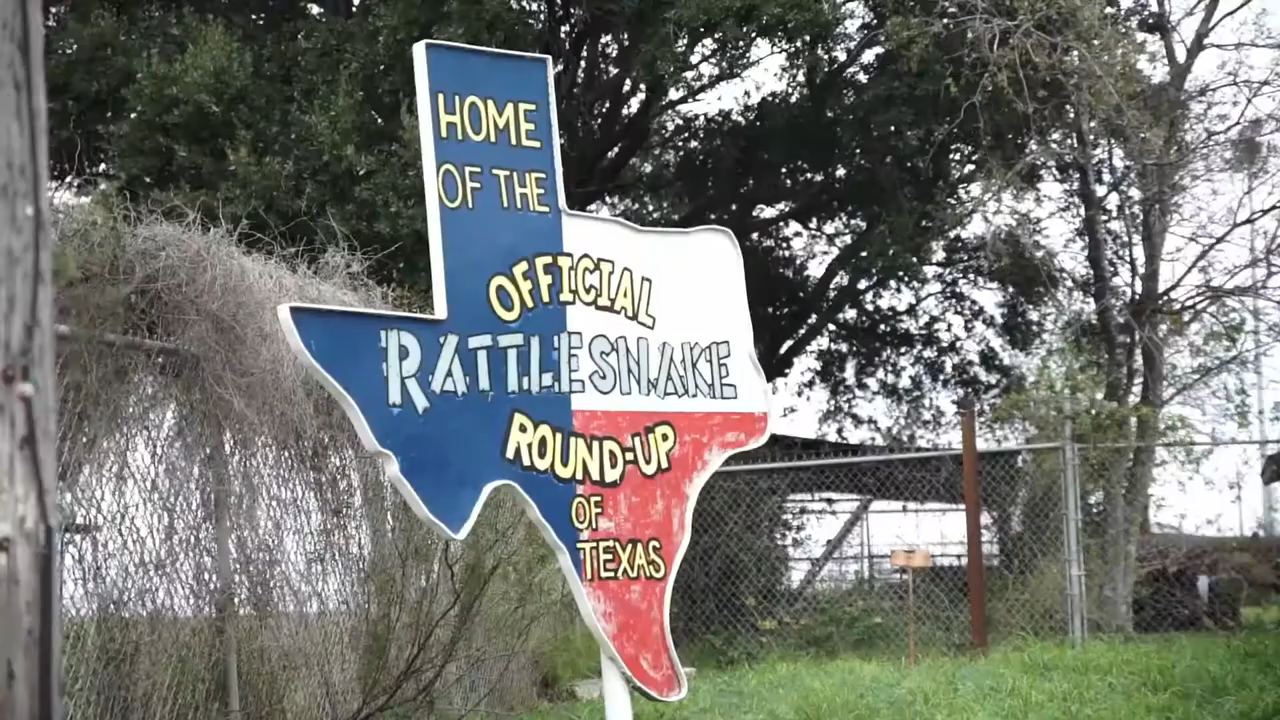 HOME
OF THE
OFFICIAL
RATTLESNAKE
ROUND-UP
OF
TEXAS